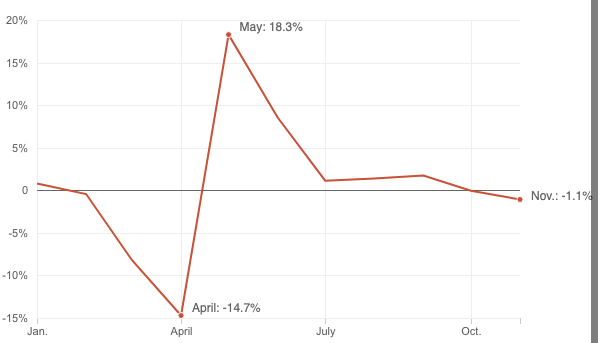 20%
May: 18.3%
15%
10%
5%
0
Nov.: -1.1%
-5%
-10%
April: -14.7%
-15%
Jan.
April
July
Oct.